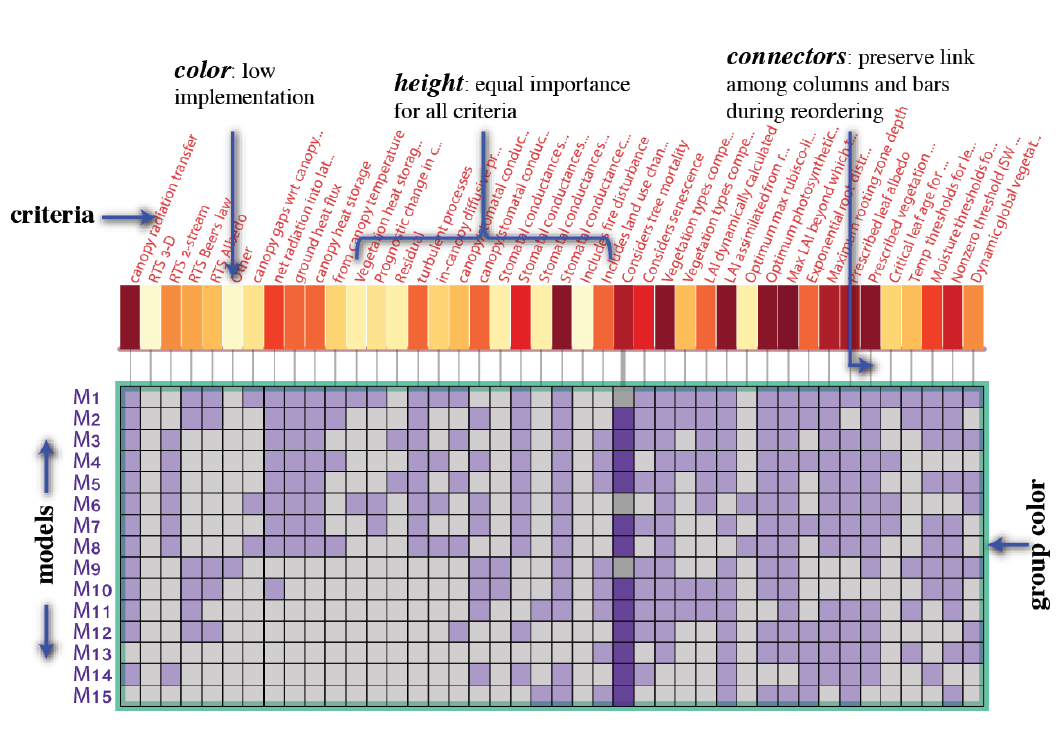 color: low
implementation
height: equal importance
for all criteria
connectors: preserve link
among columns and bars
during reordering
criteria
canopy radiation transfer
RTS 3-D
RTS 2-stream
RTS Beer's law
Other
canopy gaps wrt canopy...
net radiation into lat...
ground heat flux
canopy heat storage
from canopy temperature
Vegetation heat storag...
Prognostic change in c...
Residual
turbulent processes
in canopy diffusive pr...
canopy stomatal conduc...
canopy stomatal conduc...
Stomatal conductances...
Stomatal conductances...
Stomatal conductances...
Stomatal conductancec...
Includes fire disturbance
Includes land use chan...
Considers tree mortality
Considers senescence
Vegetation types compe...
Vegetation types compe...
LAI dynamically calculated
LAI assimilated from r...
Optimum max rubisco-li...
Optimum photosynthetic...
Max LAI beyond which t...
Exponential root distr...
Maximum rooting zone depth
Prescribed leaf albedo
Prescribed vegetation ...
Critical leaf age for ...
Temp thresholds for le...
Moisture thresholds fo...
Nonzero threshold (SW ...
Dynamic global vegetat...
models
M1
M2
M3
M4
M5
M6
M7
M8
M9
M10
M11
M12
M13
M14
M15
group color